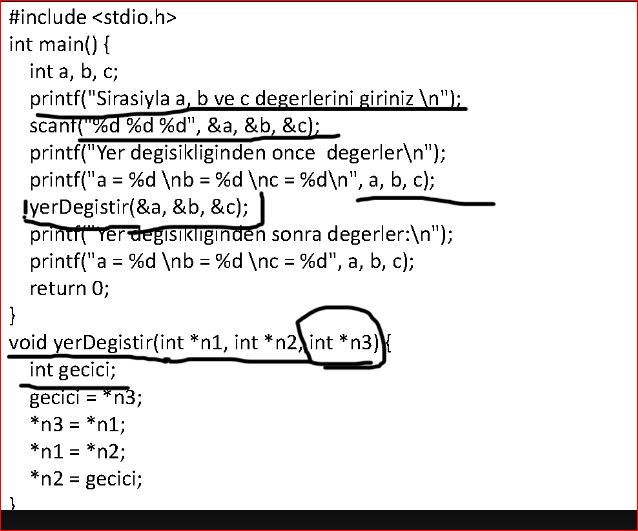 #include <stdio.h>
int main() {
int a, b, c;
printf("Sirasiyla a, b ve c degerlerini giriniz \n");
scanf("%d %d %d", &a, &b, &c);
printf("Yer degisikliginden once  degerler\n");
printf("a = %d \nb = %d \nc = %d\n", a, b, c);
yerDegistir(&a, &b, &c);
printf("Yer degisikliginden sonra degerler:\n");
printf("a = %d \nb = %d \nc = %d", a, b, c);
return 0;
}
void yerDegistir(int *n1, int *n2, int *n3) {
int gecici;
gecici = *n3;
*n3 = *n1;
*n1 = *n2;
*n2 = gecici;
}